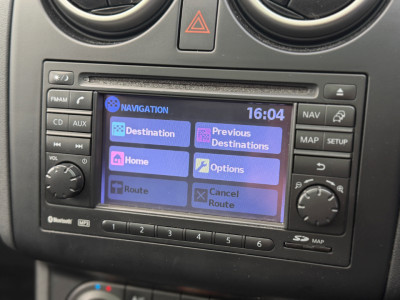 NAVIGATION 16:04
Destination
Previous
Destinations
Home
Options
Route
Cancel
Route
FM/AM
CD
AUX
VOL
Bluetooth
MP3
1 2 3 4 5 6
NAV
MAP
SETUP
SD MAP